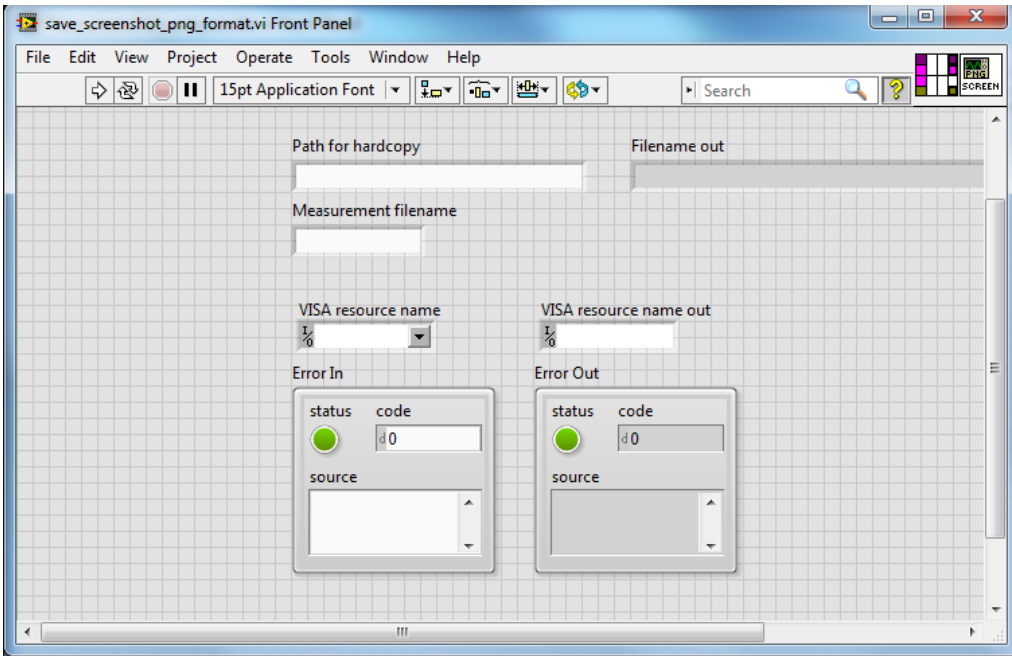 save_screenshot_png_format.vi Front Panel
File Edit View Project Operate Tools Window Help
15pt Application Font
Search
PNG
SCREEN
Path for hardcopy
Filename out
Measurement filename
VISA resource name
VISA resource name out
I/0
I/0
Error In
Error Out
status code
status code
d 0
d 0
source
source